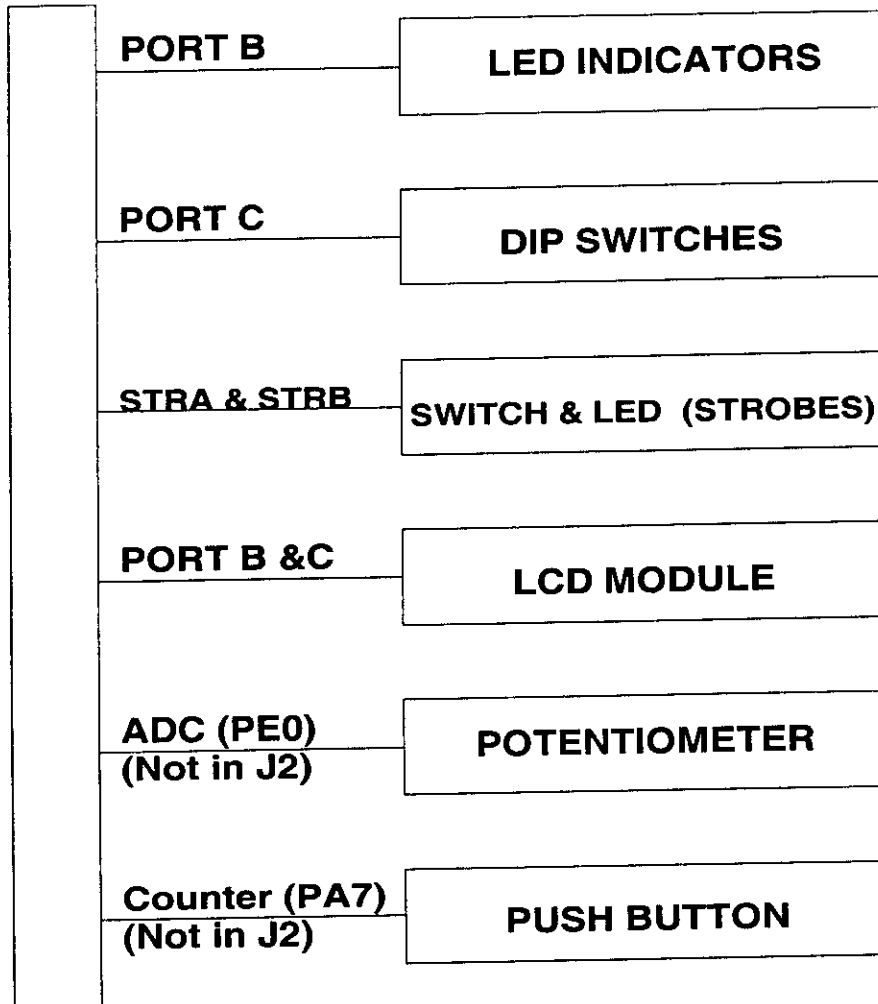 PORT B
LED INDICATORS
PORT C
DIP SWITCHES
STRA & STRB
SWITCH & LED (STROBES)
PORT B &C
LCD MODULE
ADC (PE0)
(Not in J2)
POTENTIOMETER
Counter (PA7)
(Not in J2)
PUSH BUTTON